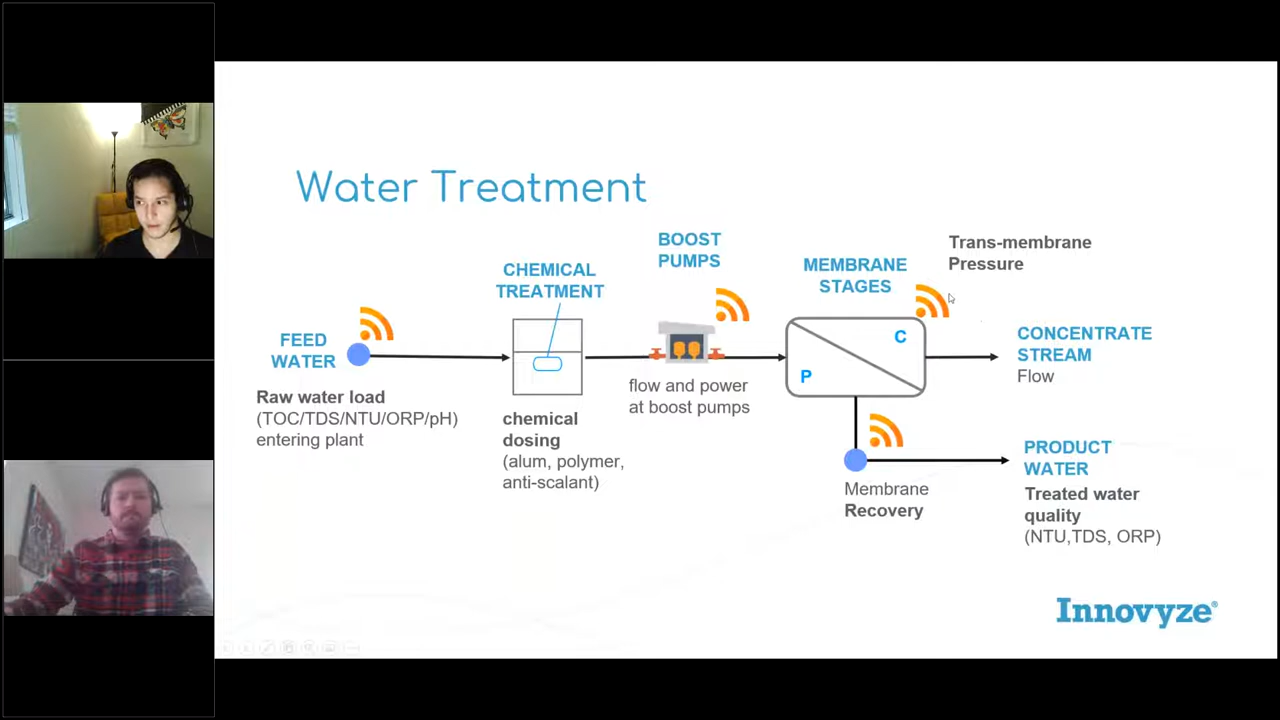 Water Treatment
FEED
WATER
Raw water load
(TOC/TDS/NTU/ORP/pH)
entering plant
CHEMICAL
TREATMENT
chemical
dosing
(alum, polymer,
anti-scalant)
BOOST
PUMPS
flow and power
at boost pumps
MEMBRANE
STAGES
C
P
Trans-membrane
Pressure
CONCENTRATE
STREAM
Flow
Membrane
Recovery
PRODUCT
WATER
Treated water
quality
(NTU,TDS, ORP)
Innovyze®